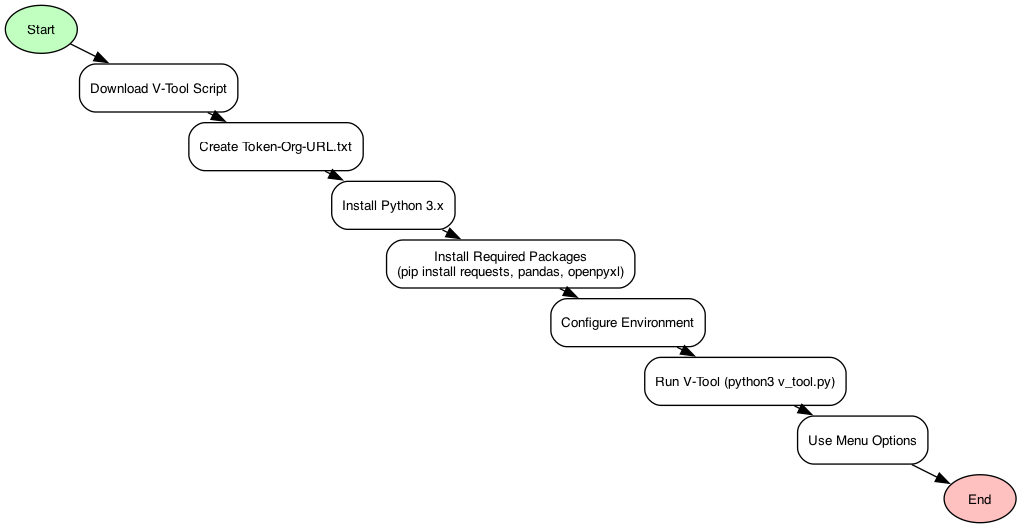 Start
Download V-Tool Script
Create Token-Org-URL.txt
Install Python 3.x
Install Required Packages
(pip install requests, pandas, openpyxl)
Configure Environment
Run V-Tool (python3 v_tool.py)
Use Menu Options
End